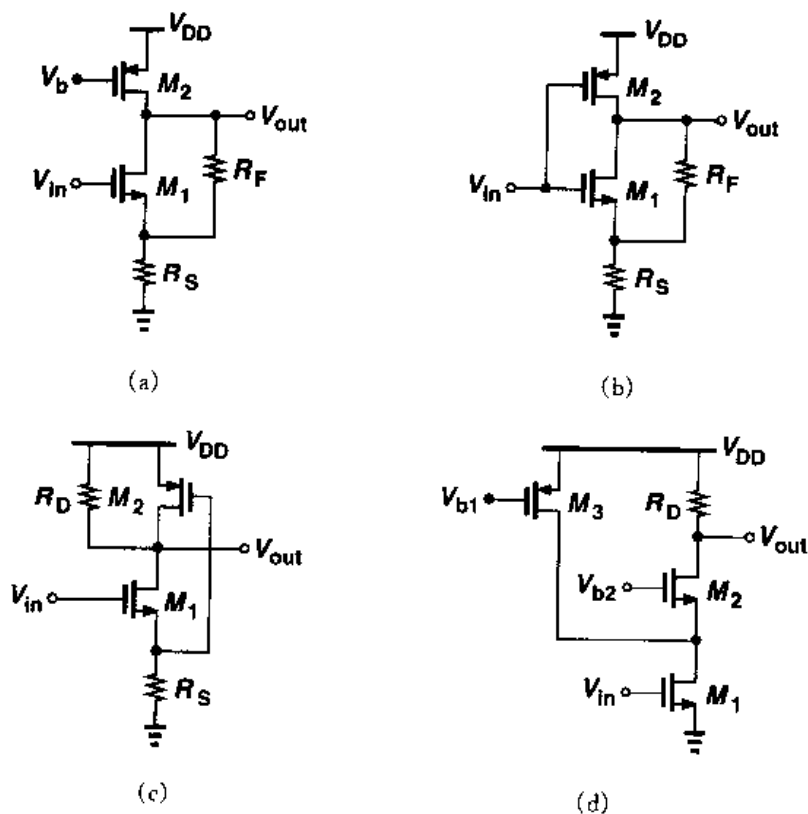 V_DD
V_b
M_2
V_out
V_in
M_1
R_F
R_S
(a)
V_DD
M_2
V_out
V_in
M_1
R_F
R_S
(b)
V_DD
R_D
M_2
V_out
V_in
M_1
R_S
(c)
V_DD
V_b1
M_3
R_D
V_out
V_b2
M_2
V_in
M_1
(d)